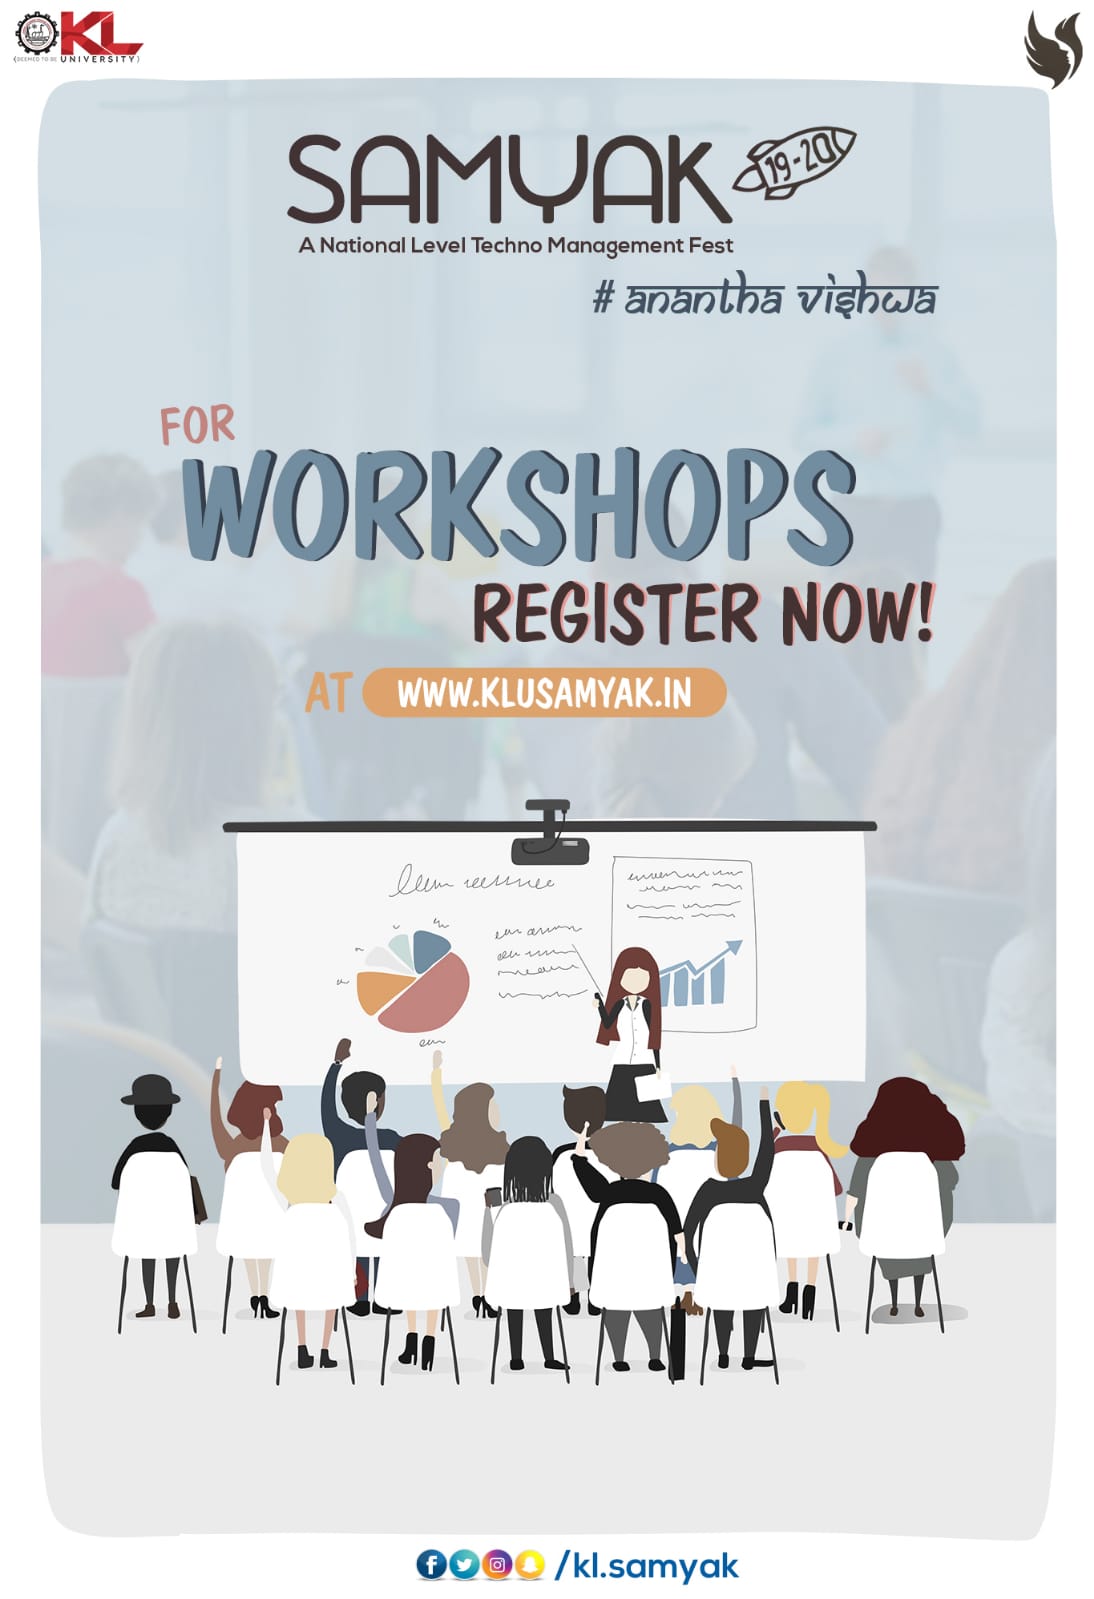 KL
(DEEMED TO BE UNIVERSITY)
SAMYAK 19-20
A National Level Techno Management Fest
# anantha vishwa
FOR
WORKSHOPS
REGISTER NOW!
AT WWW.KLUSAMYAK.IN
/kl.samyak